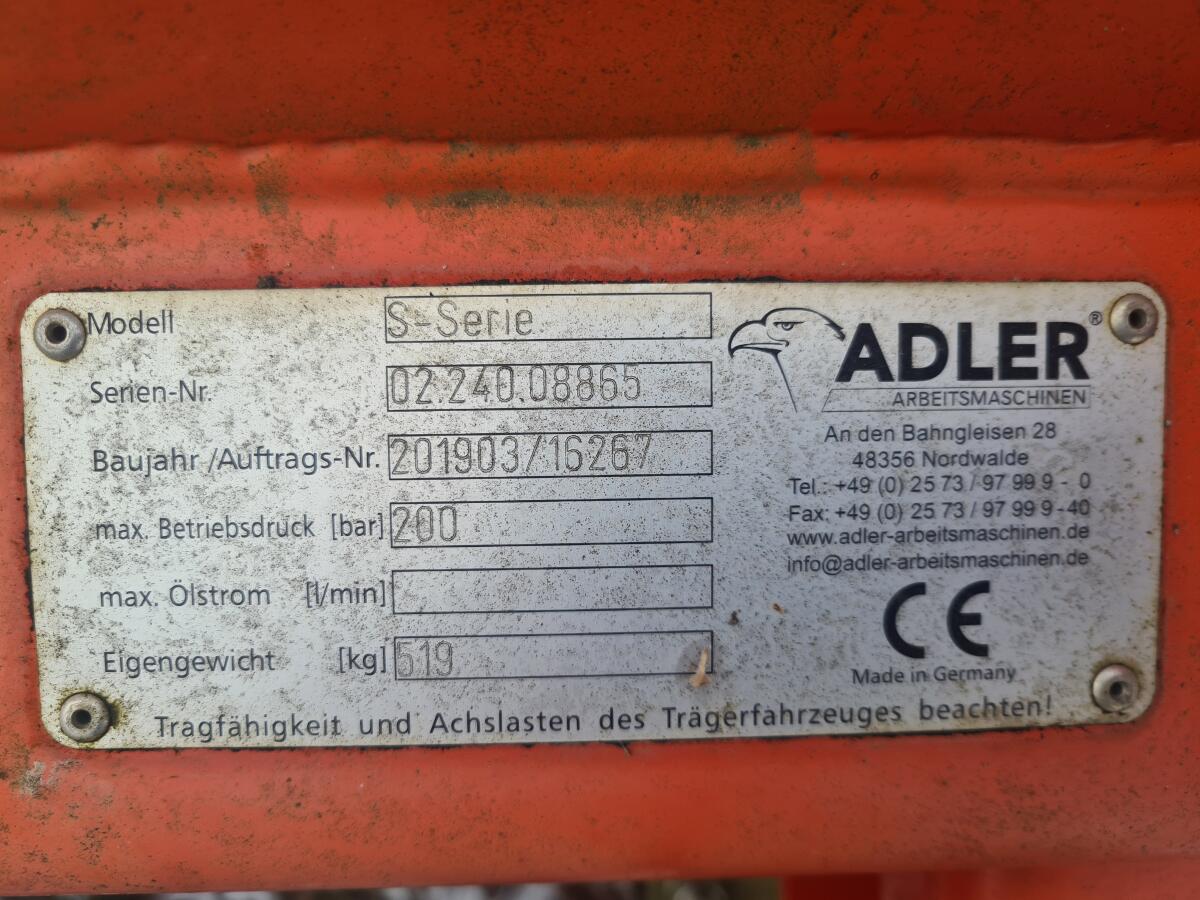 Modell S-Serie
Serien-Nr. 02.240.08865
Baujahr/Auftrags-Nr. 201903/16267
max. Betriebsdruck [bar] 200
max. Ölstrom [l/min]
Eigengewicht [kg] 519
ADLER®
ARBEITSMASCHINEN
An den Bahngleisen 28
48356 Nordwalde
Tel.: +49 (0) 25 73 / 97 99 9 - 0
Fax: +49 (0) 25 73 / 97 99 9 - 40
www.adler-arbeitsmaschinen.de
info@adler-arbeitsmaschinen.de
CE
Made in Germany
Tragfähigkeit und Achslasten des Trägerfahrzeuges beachten!